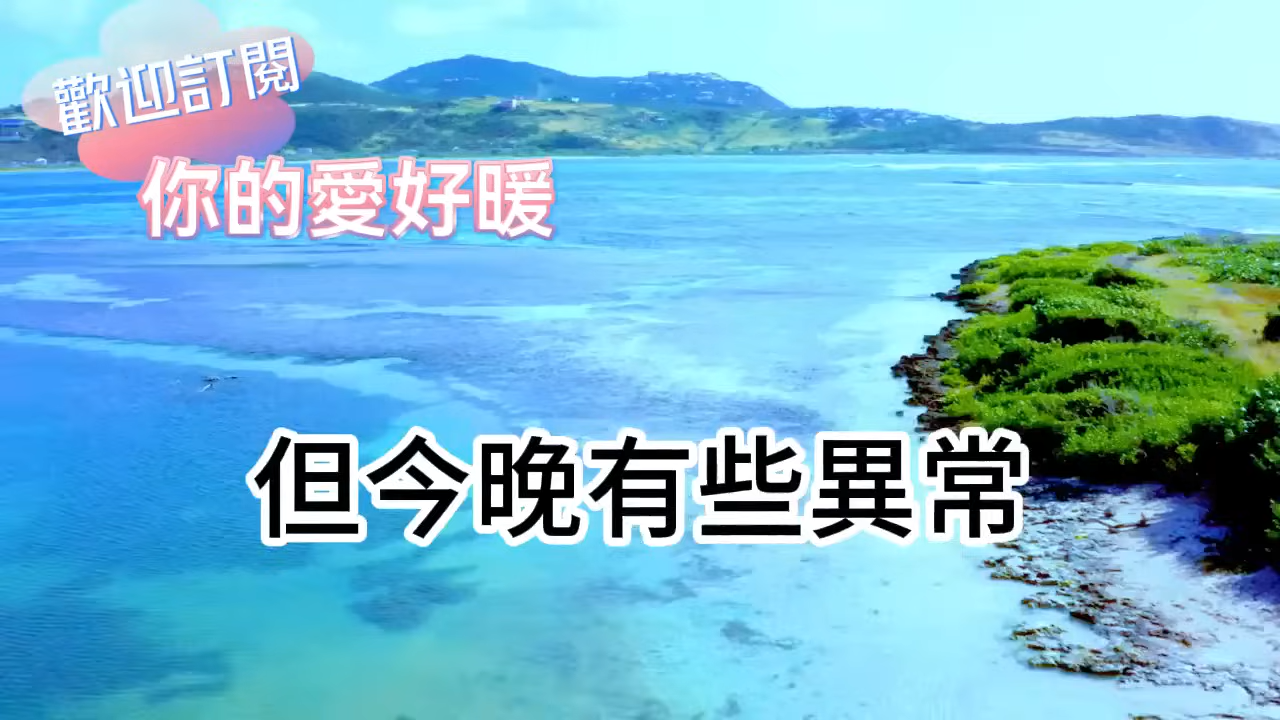 歡迎訂閱
你的愛好暖
但今晚有些異常